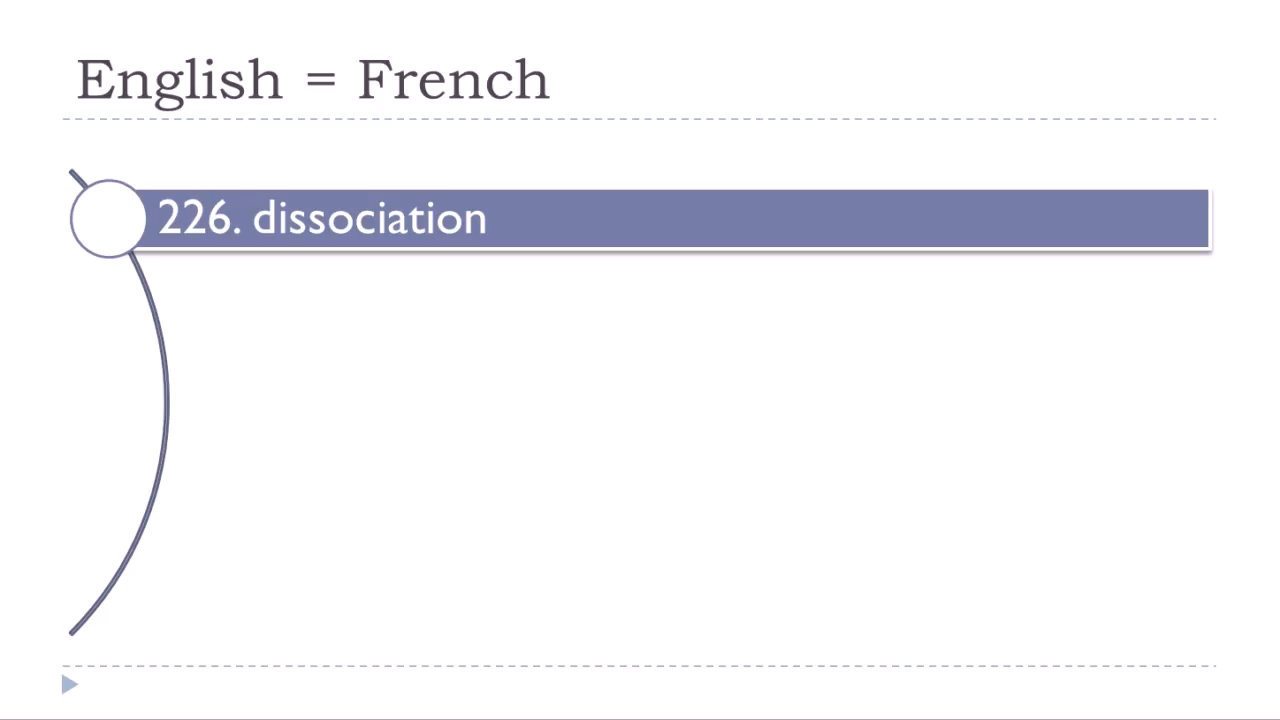 English = French
226. dissociation